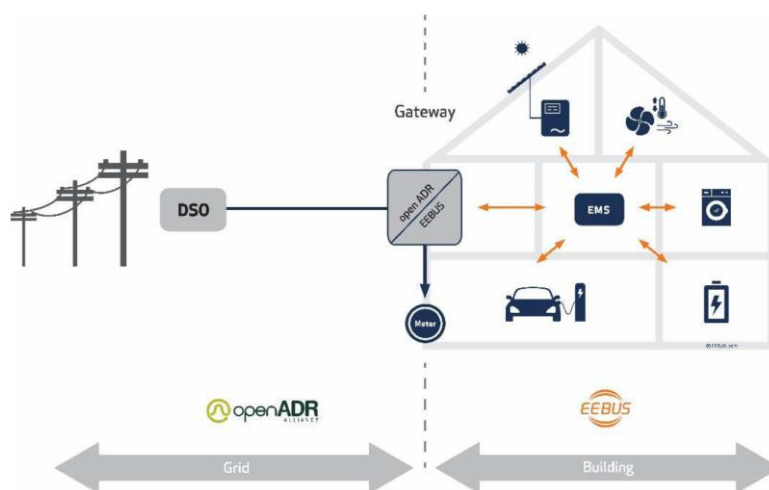 Gateway
DSO
open ADR
EEBUS
EMS
Meter
openADR
ALLIANCE
EEBUS
Grid
Building